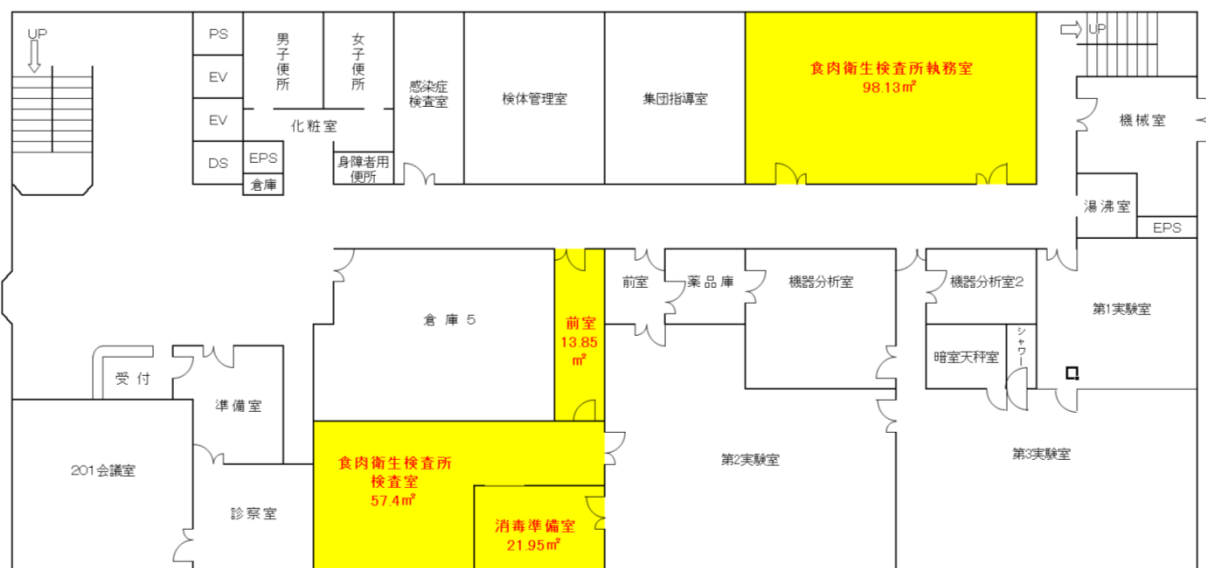 UP
PS
EV
EV
DS
男子便所
女子便所
化粧室
EPS
倉庫
身障者用
便所
感染症
検査室
検体管理室
集団指導室
食肉衛生検査所執務室
98.13㎡
UP
機械室
湯沸室
EPS
倉庫5
前室
13.85
㎡
前室
薬品庫
機器分析室
機器分析室2
第1実験室
暗室天秤室
シャワー
受付
準備室
201会議室
診察室
食肉衛生検査所
検査室
57.4㎡
消毒準備室
21.95㎡
第2実験室
第3実験室